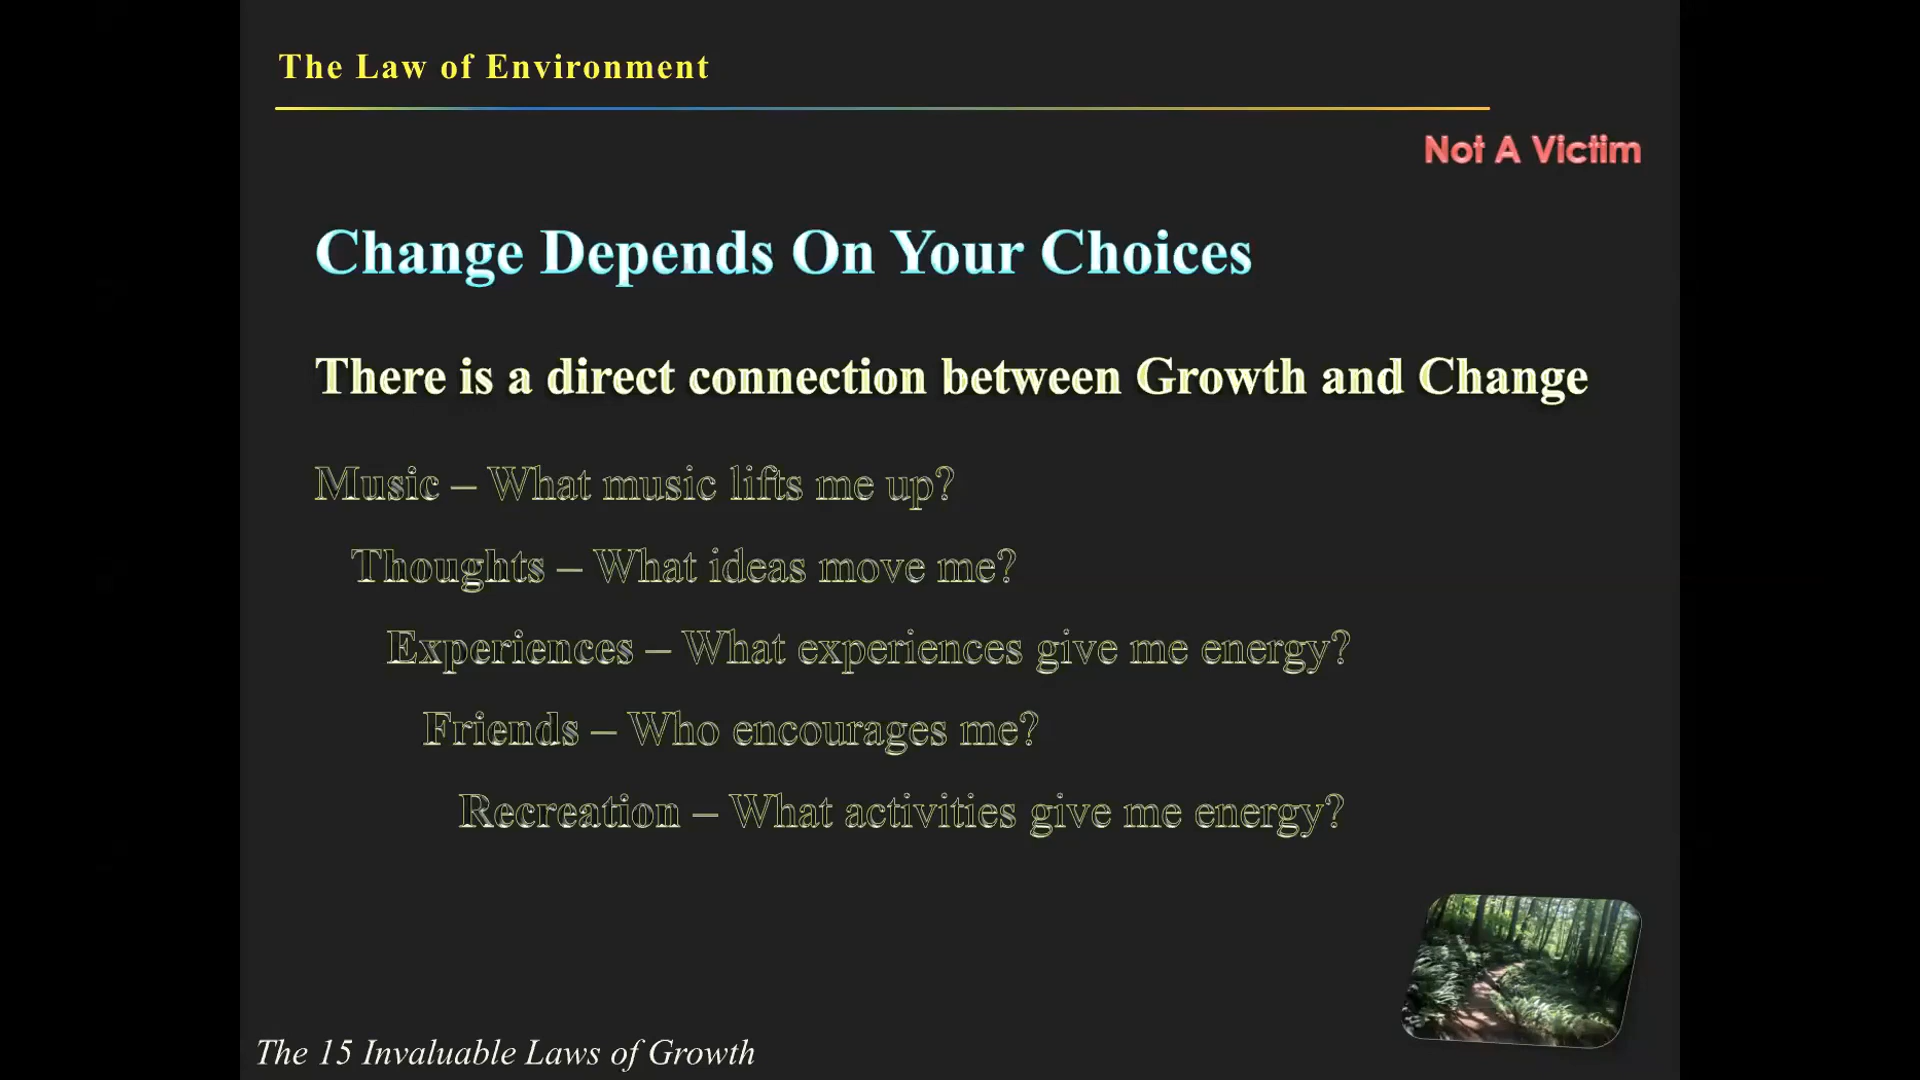 The Law of Environment
Not A Victim
Change Depends On Your Choices
There is a direct connection between Growth and Change
Music – What music lifts me up?
Thoughts – What ideas move me?
Experiences – What experiences give me energy?
Friends – Who encourages me?
Recreation – What activities give me energy?
The 15 Invaluable Laws of Growth